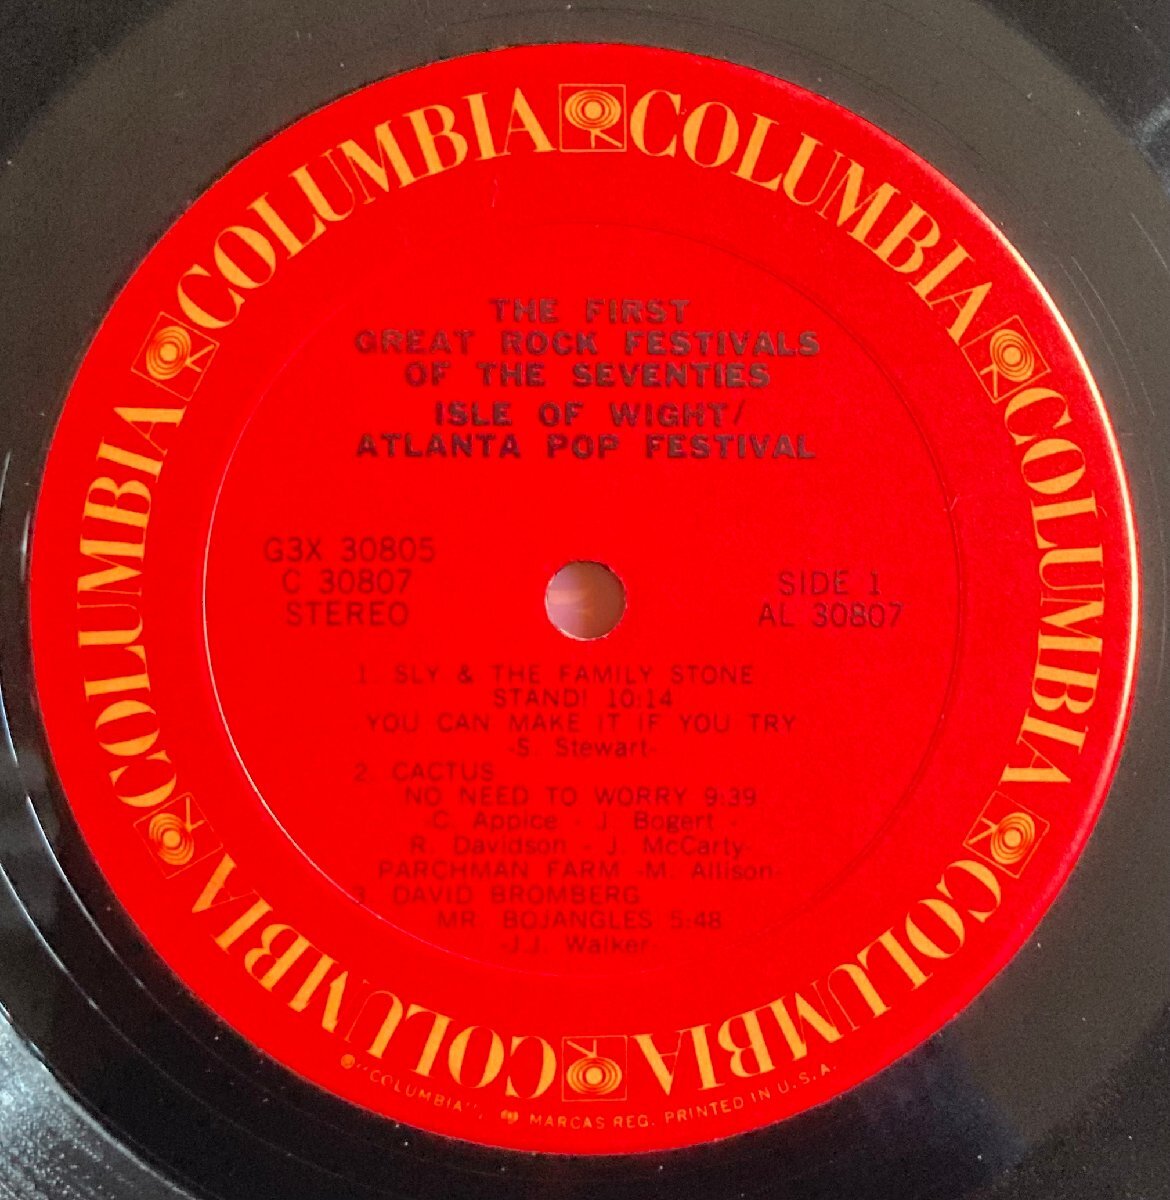 COLUMBIA COLUMBIA COLUMBIA COLUMBIA COLUMBIA COLUMBIA
THE FIRST
GREAT ROCK FESTIVALS
OF THE SEVENTIES
ISLE OF WIGHT/
ATLANTA POP FESTIVAL
G3X 30805
C 30807
STEREO
SIDE 1
AL 30807
1. SLY & THE FAMILY STONE
STAND! 10:14
YOU CAN MAKE IT IF YOU TRY
-S. Stewart-
2. CACTUS
NO NEED TO WORRY 9:39
-C. Appice - J. Bogert -
R. Davidson - J. McCarty-
PARCHMAN FARM -M. Allison-
3. DAVID BROMBERG
MR. BOJANGLES 5:48
-J.J. Walker-
® "COLUMBIA", MARCAS REG. PRINTED IN U.S.A.